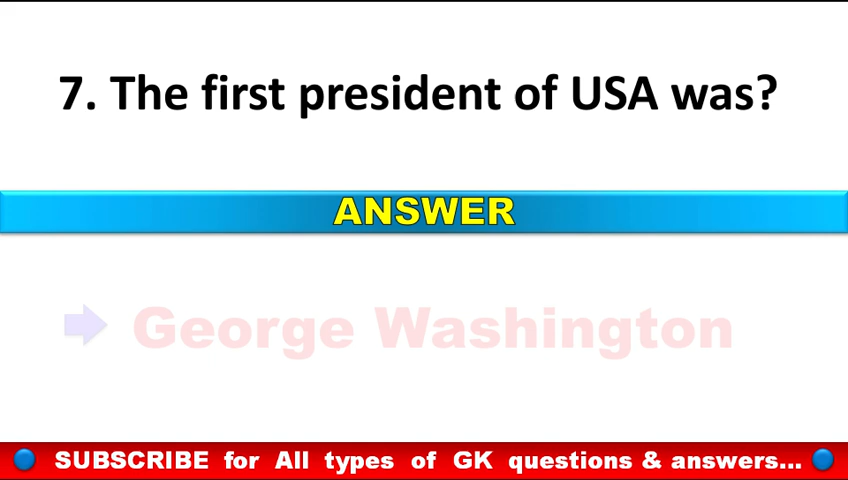 7. The first president of USA was?
ANSWER
George Washington
SUBSCRIBE for All types of GK questions & answers...